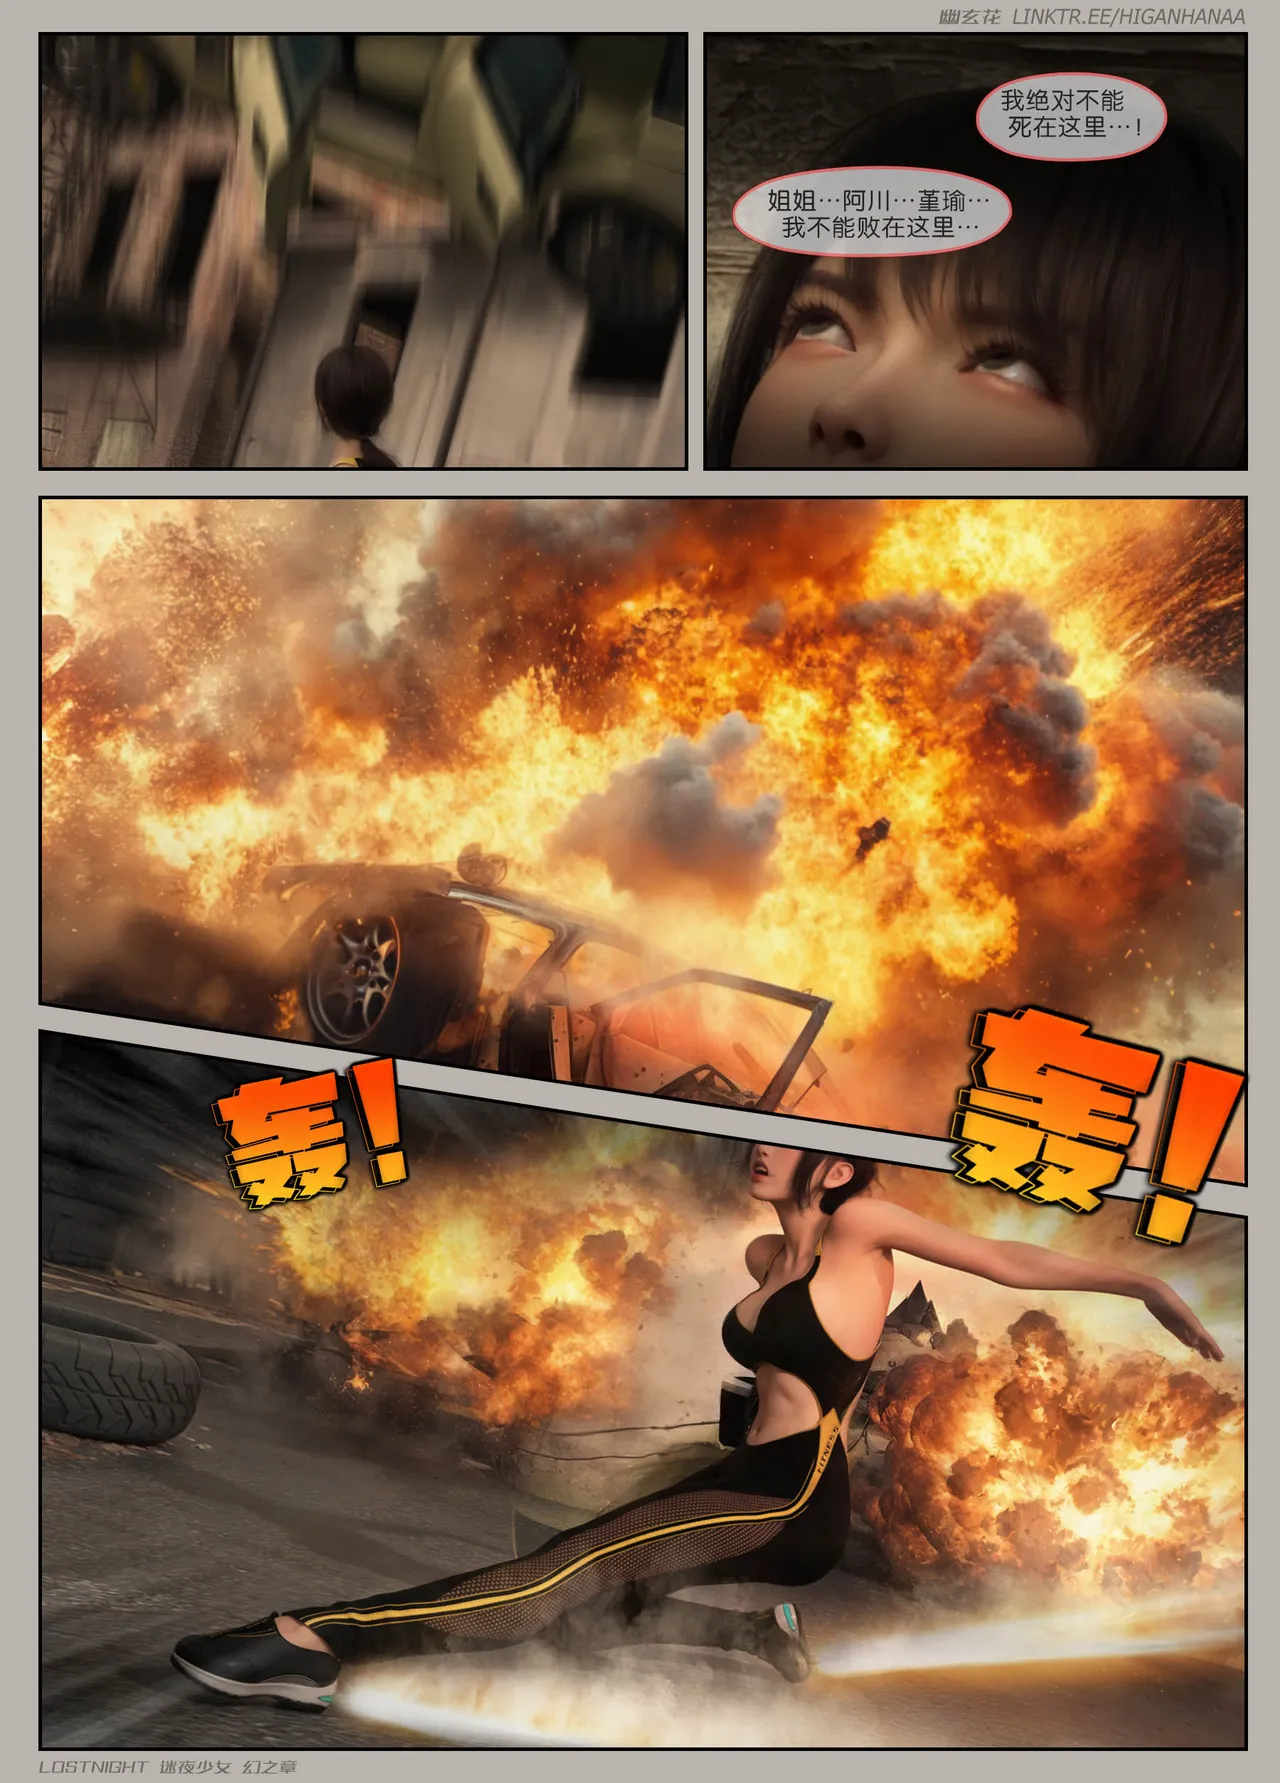 幽玄花 LINKTR.EE/HIGANHANAA
我绝对不能
死在这里…!
姐姐…阿川…堇瑜…
我不能败在这里…
轰!
轰!
FITNESS
LOSTNIGHT 迷夜少女 幻之章